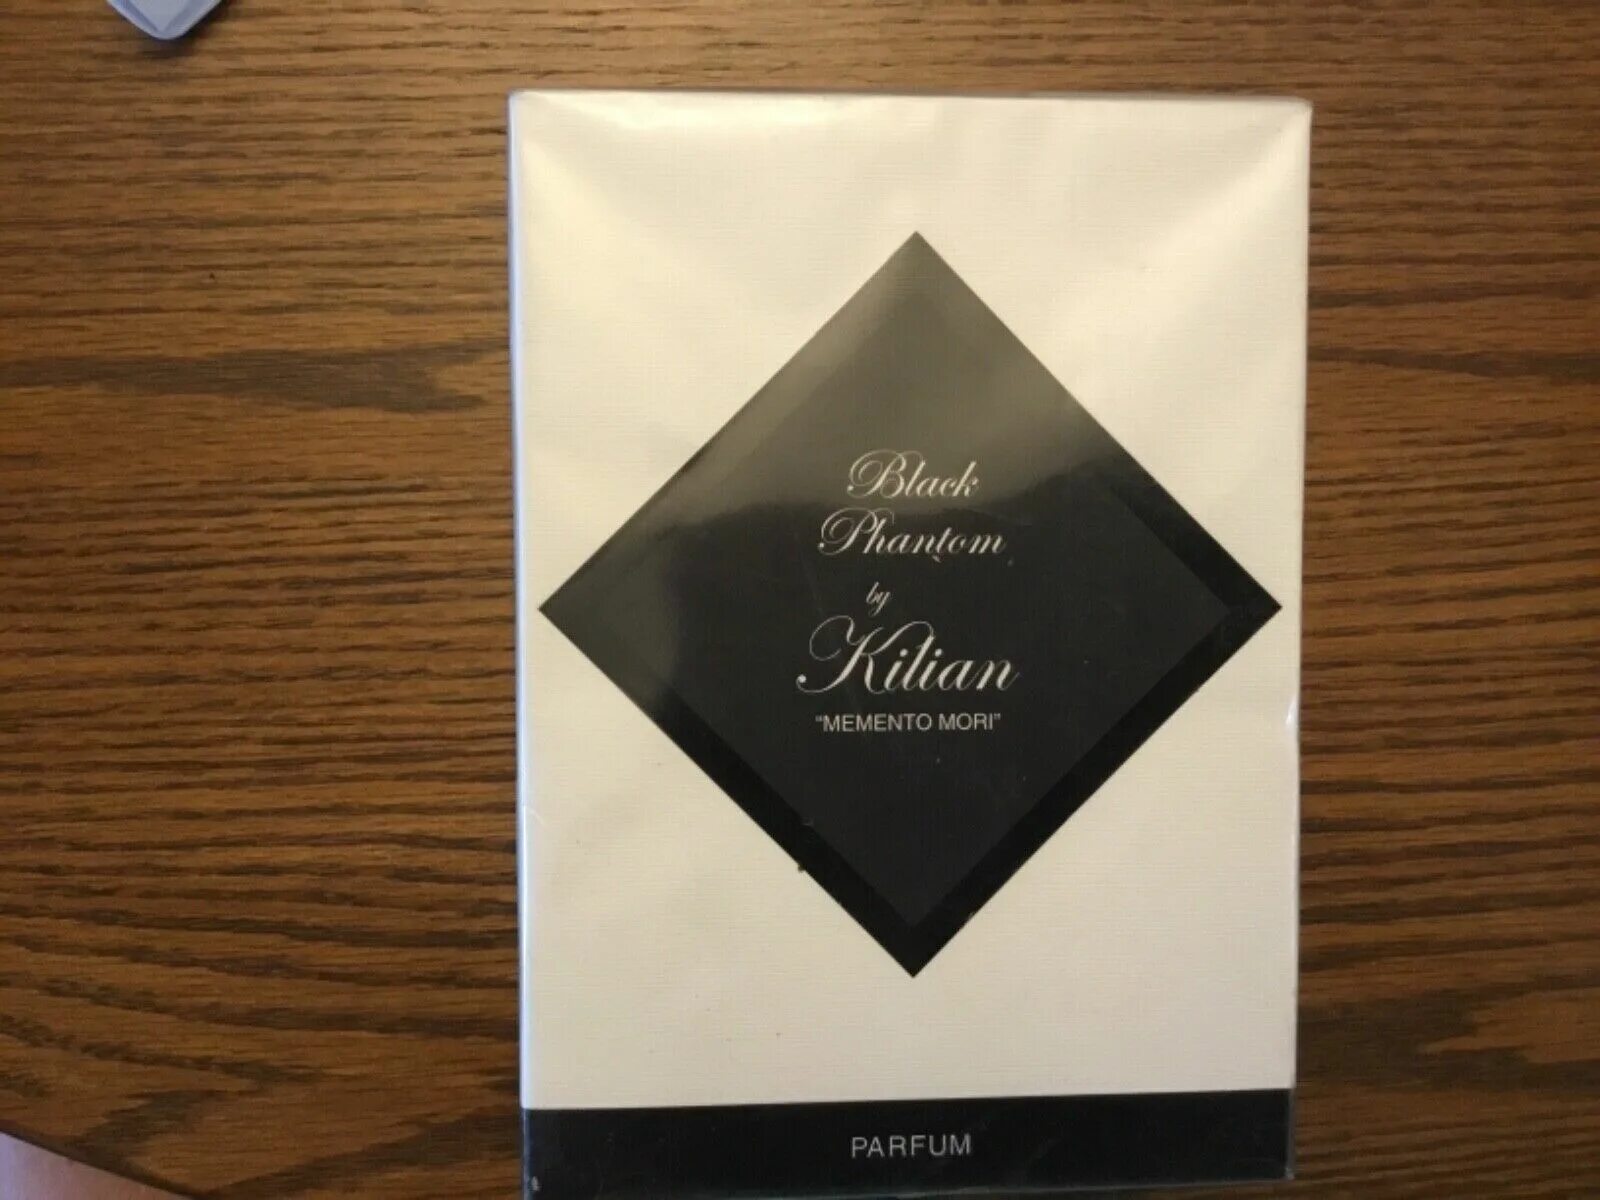 Black
Phantom
by
Kilian
“MEMENTO MORI”
PARFUM